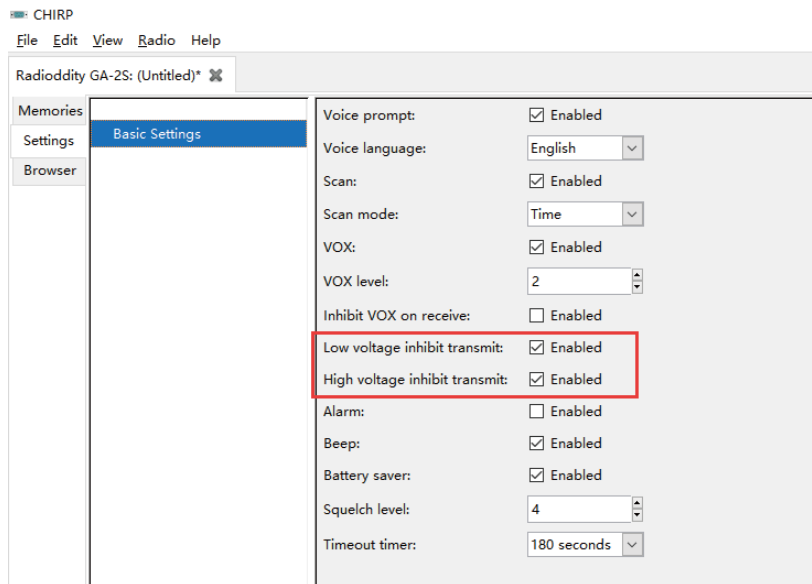 CHIRP
File Edit View Radio Help
Radioddity GA-2S: (Untitled)*
Memories
Settings
Browser
Basic Settings
Voice prompt: Enabled
Voice language: English
Scan: Enabled
Scan mode: Time
VOX: Enabled
VOX level: 2
Inhibit VOX on receive: Enabled
Low voltage inhibit transmit: Enabled
High voltage inhibit transmit: Enabled
Alarm: Enabled
Beep: Enabled
Battery saver: Enabled
Squelch level: 4
Timeout timer: 180 seconds